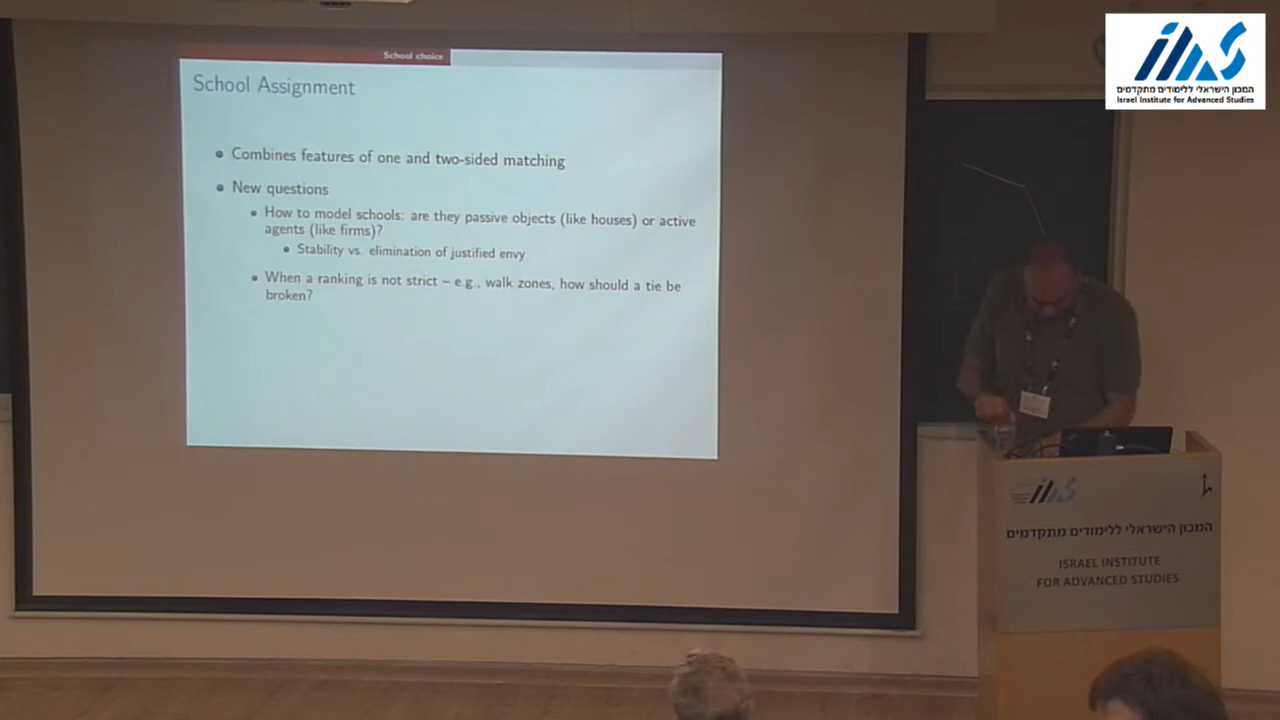 School choice
School Assignment
Combines features of one and two-sided matching
New questions
How to model schools: are they passive objects (like houses) or active
agents (like firms)?
Stability vs. elimination of justified envy
When a ranking is not strict – e.g., walk zones, how should a tie be
broken?
המכון הישראלי ללימודים מתקדמים
Israel Institute for Advanced Studies
המכון הישראלי ללימודים מתקדמים
ISRAEL INSTITUTE
FOR ADVANCED STUDIES